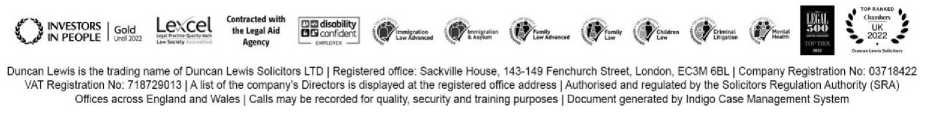 INVESTORS
IN PEOPLE
Gold
Until 2022
Lexcel
Legal Practice Quality Mark
Law Society Accredited
Contracted with
the Legal Aid
Agency
disability
confident
EMPLOYER
Immigration
Law Advanced
Immigration
& Asylum
Family
Law Advanced
Family
Law
Children
Law
Criminal
Litigation
Mental
Health
LEGAL
500
TOP TIER
2022
TOP RANKED
Chambers
UK
2022
Duncan Lewis Solicitors
Duncan Lewis is the trading name of Duncan Lewis Solicitors LTD | Registered office: Sackville House, 143-149 Fenchurch Street, London, EC3M 6BL | Company Registration No: 03718422
VAT Registration No: 718729013 | A list of the company's Directors is displayed at the registered office address | Authorised and regulated by the Solicitors Regulation Authority (SRA)
Offices across England and Wales | Calls may be recorded for quality, security and training purposes | Document generated by Indigo Case Management System